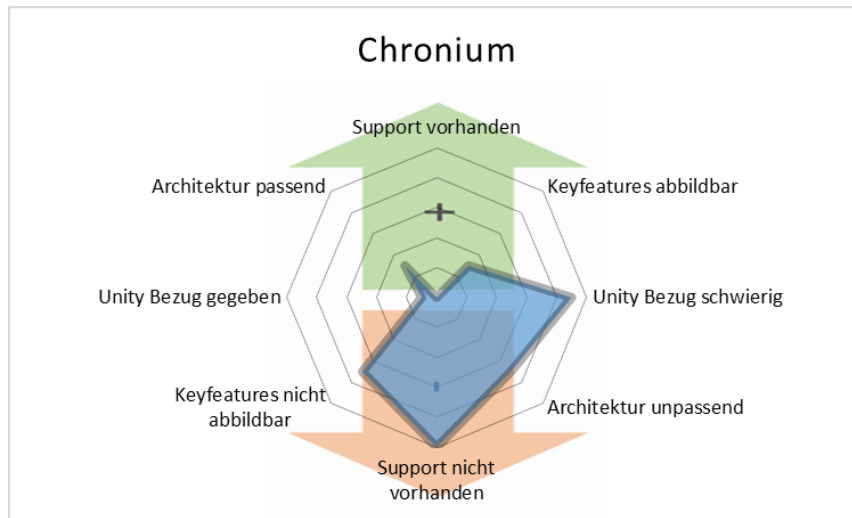 Chronium
Support vorhanden
Architektur passend
Keyfeatures abbildbar
+
Unity Bezug gegeben
Unity Bezug schwierig
-
Keyfeatures nicht
abbildbar
Architektur unpassend
Support nicht
vorhanden